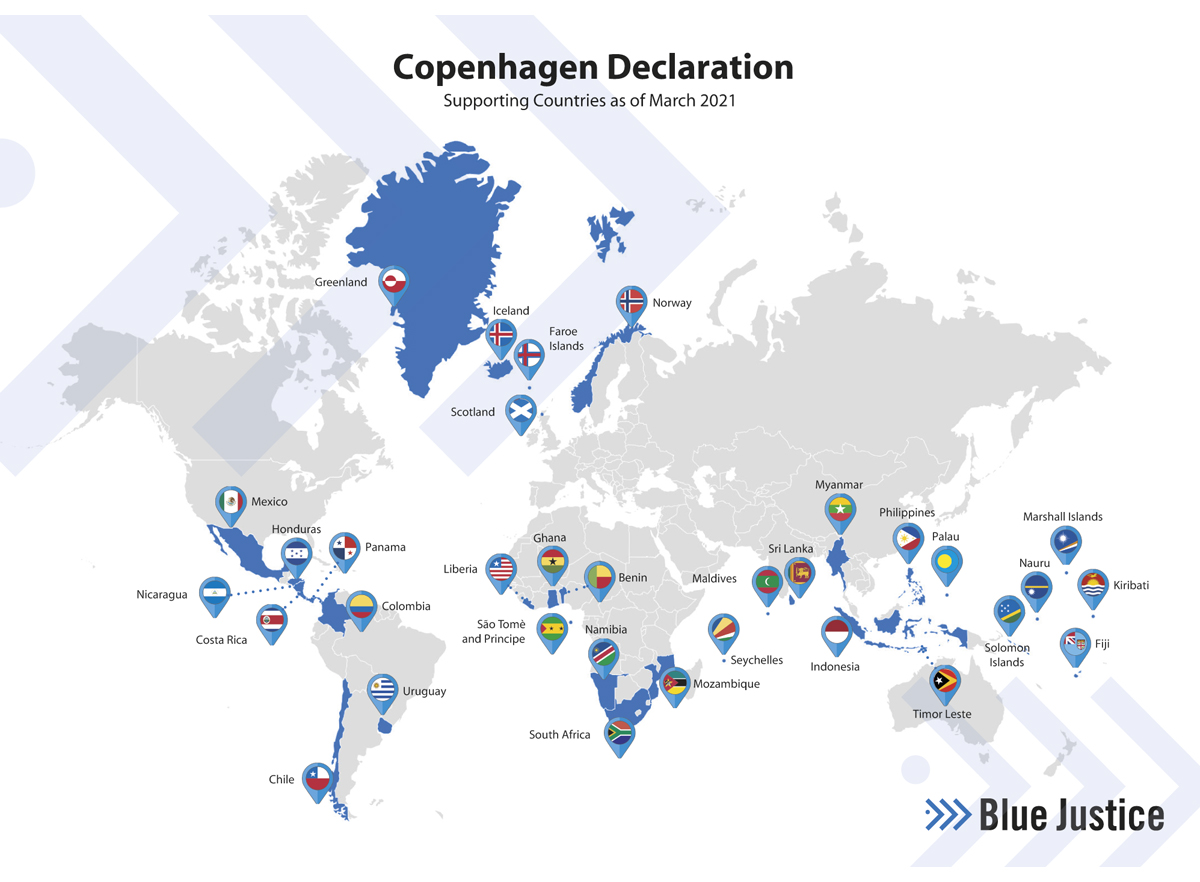 Copenhagen Declaration
Supporting Countries as of March 2021
Greenland
Iceland
Norway
Faroe
Islands
Scotland
Myanmar
Mexico
Philippines
Marshall Islands
Honduras
Panama
Ghana
Palau
Sri Lanka
Nauru
Liberia
Benin
Maldives
Kiribati
Nicaragua
Colombia
Costa Rica
São Tomè
and Principe
Namibia
Solomon
Islands
Fiji
Seychelles
Indonesia
Uruguay
Mozambique
Timor Leste
South Africa
Chile
Blue Justice